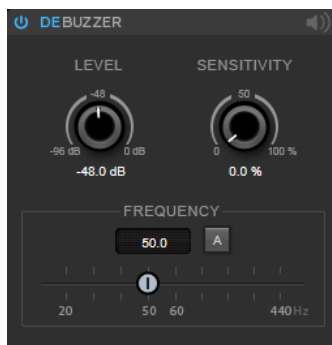 DEBUZZER
LEVEL SENSITIVITY
-48 50
-96 dB 0 dB 0 100 %
-48.0 dB 0.0 %
FREQUENCY
50.0 A
20 50 60 440 Hz